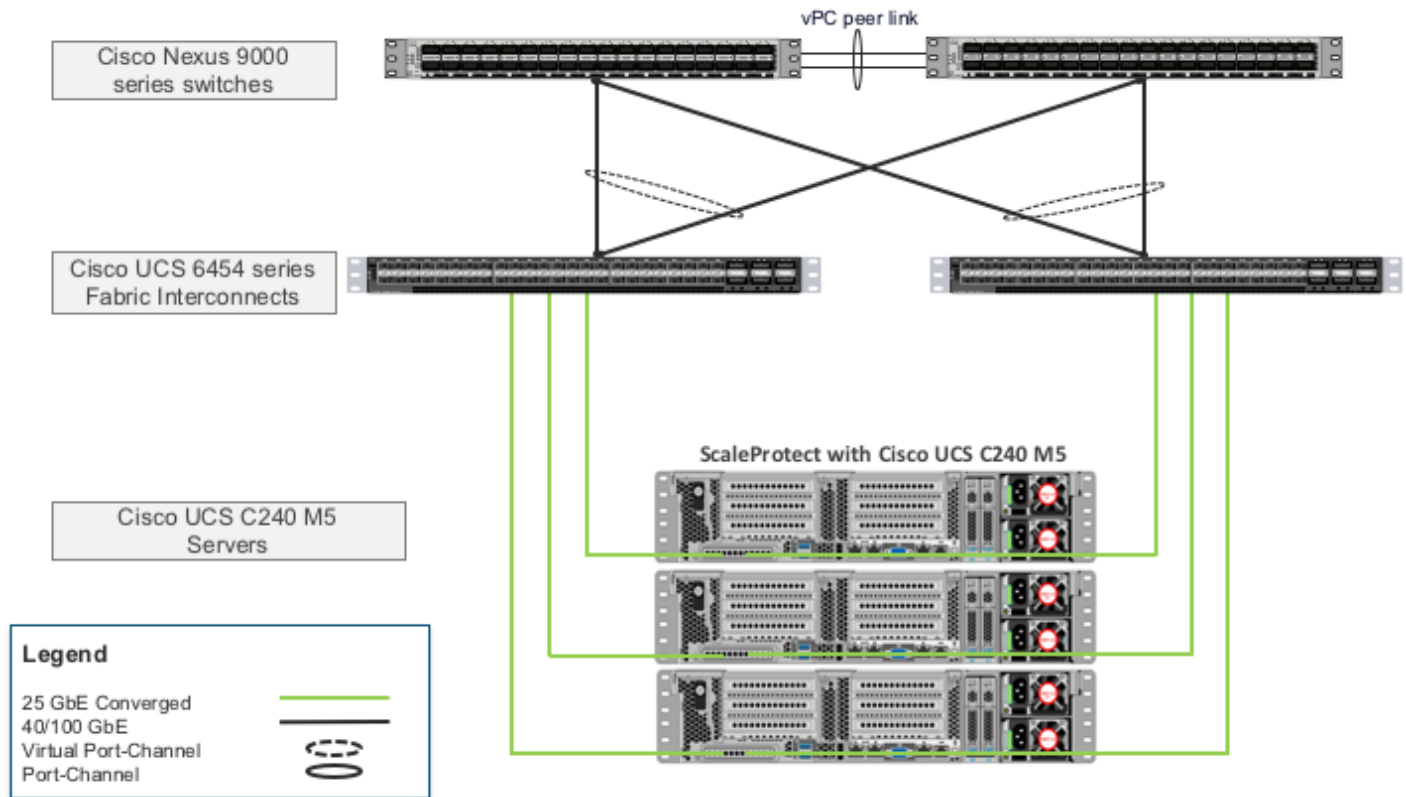 vPC peer link
Cisco Nexus 9000
series switches
Cisco UCS 6454 series
Fabric Interconnects
ScaleProtect with Cisco UCS C240 M5
Cisco UCS C240 M5
Servers
Legend
25 GbE Converged
40/100 GbE
Virtual Port-Channel
Port-Channel